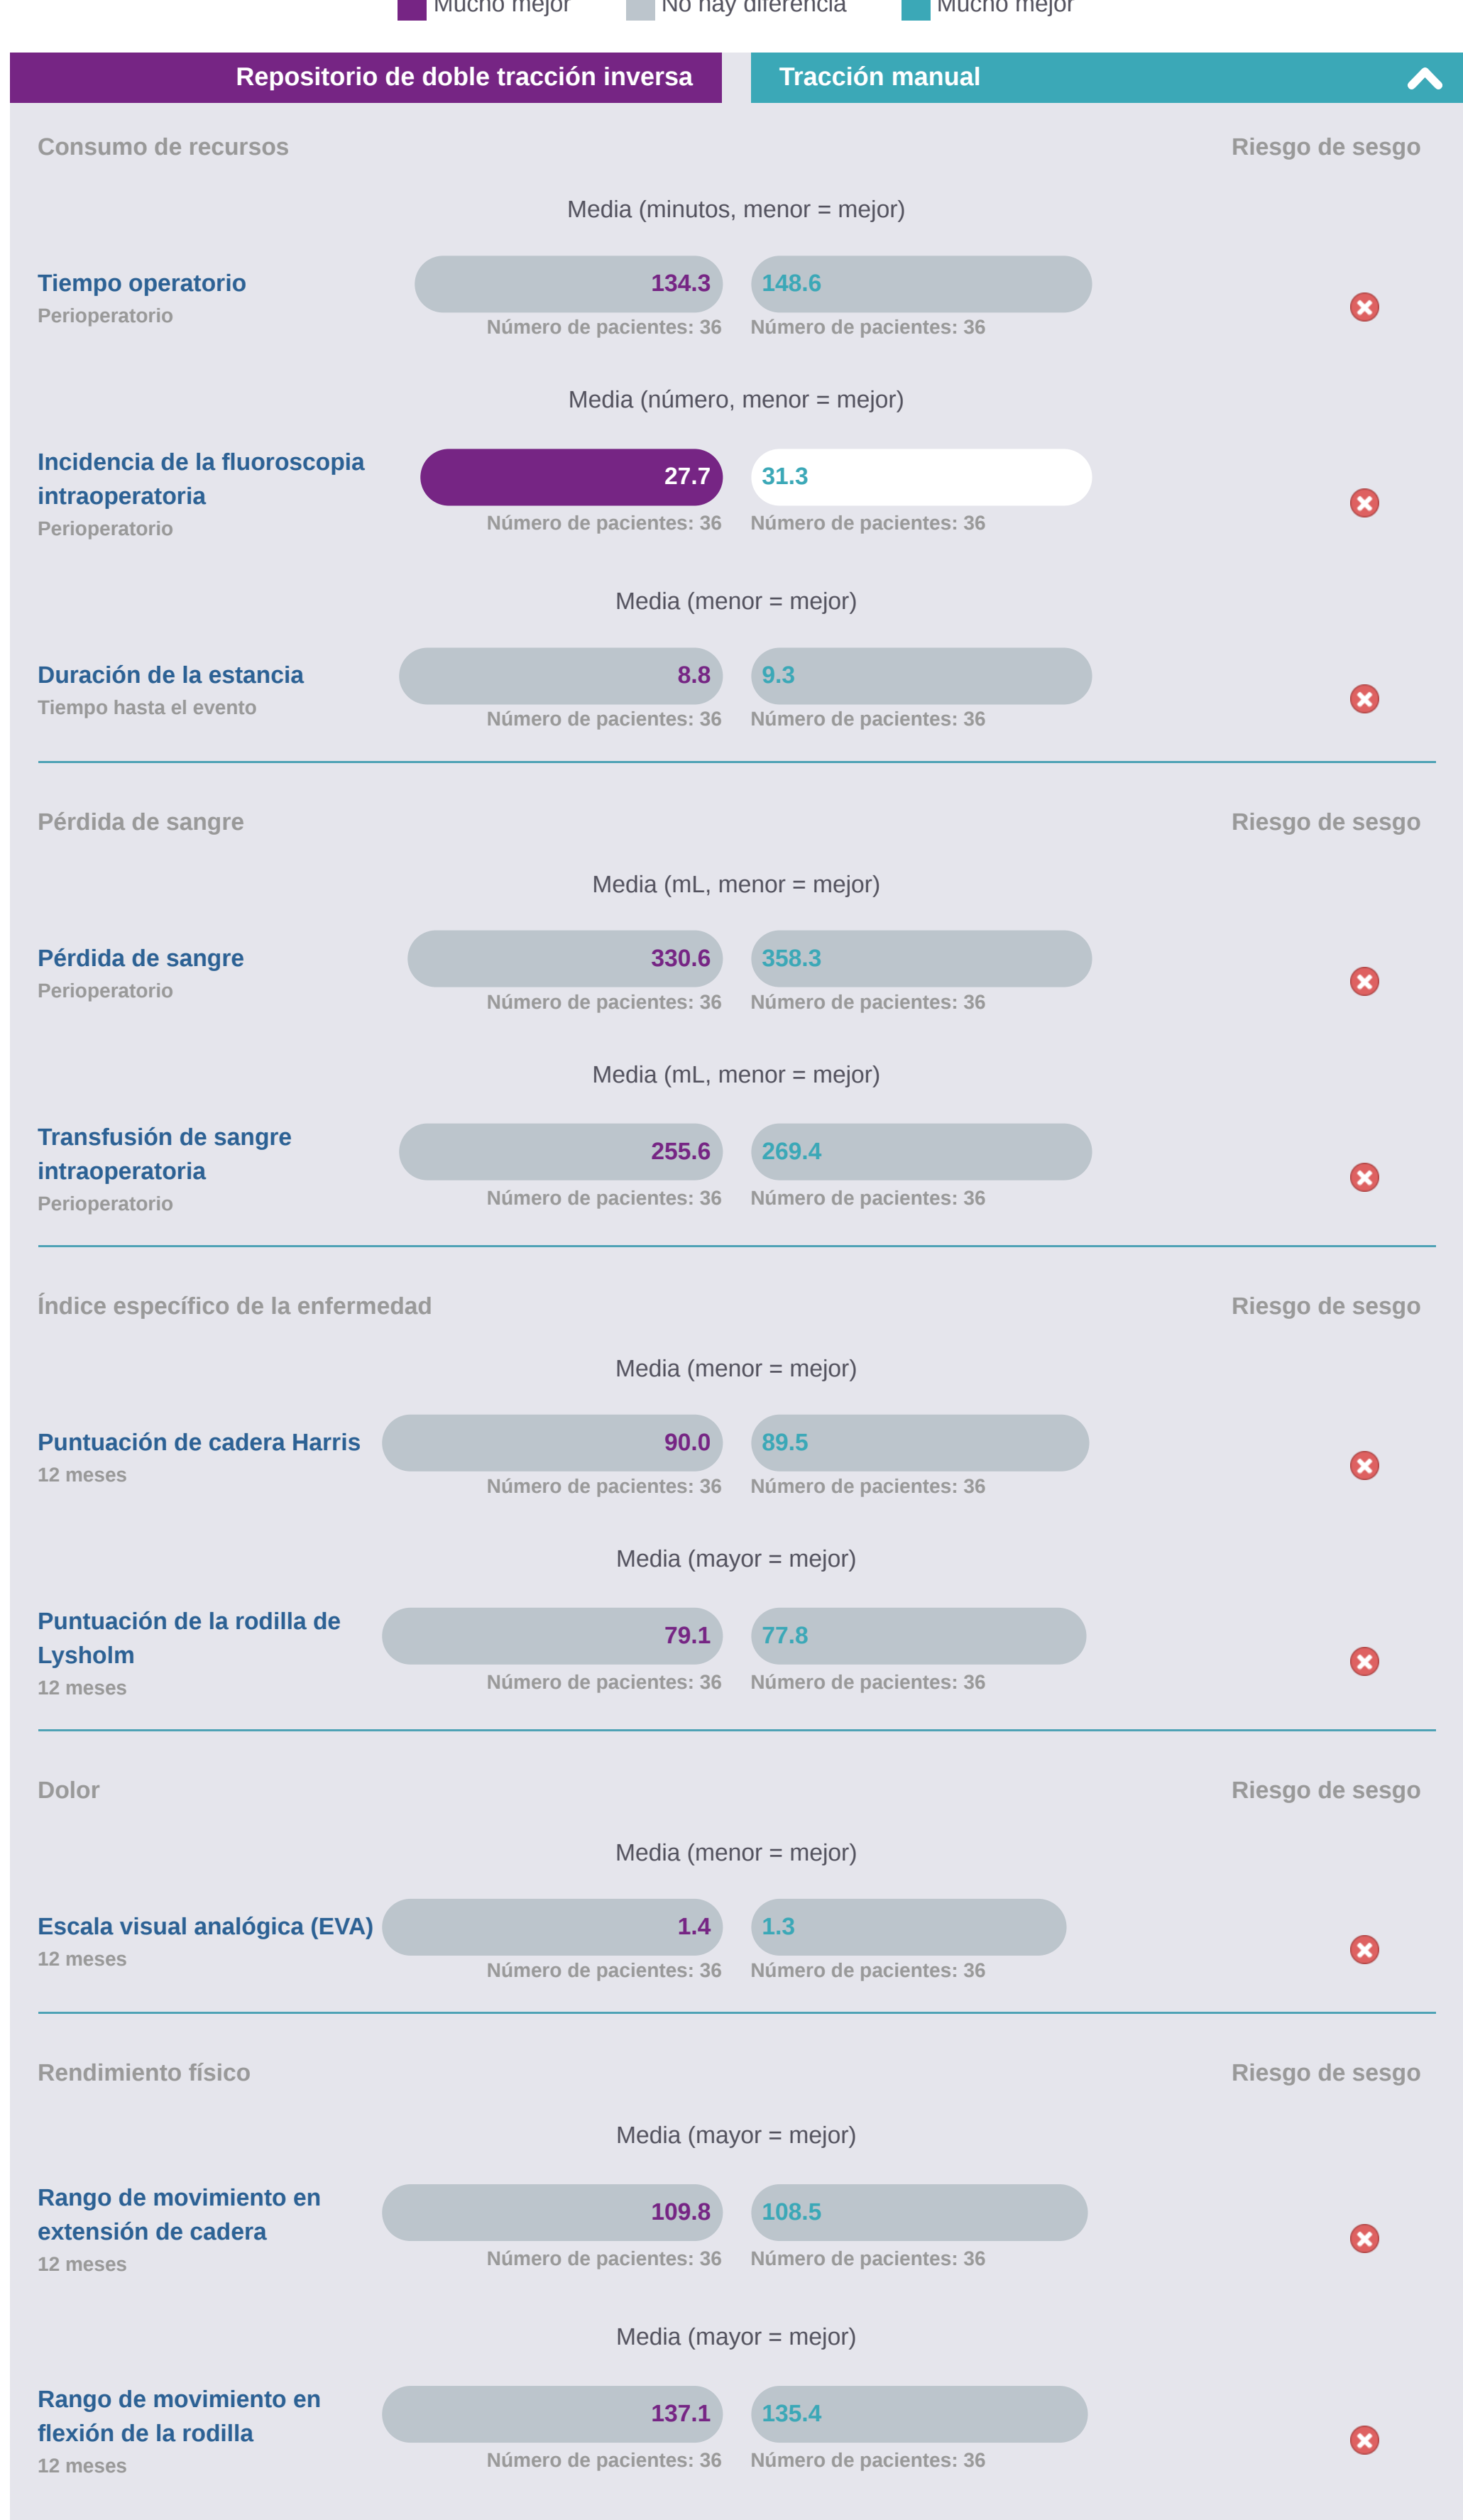 Mucho mejor No hay diferencia Mucho mejor
Repositorio de doble tracción inversa Tracción manual
Consumo de recursos Riesgo de sesgo
Media (minutos, menor = mejor)
Tiempo operatorio 134.3 148.6
Perioperatorio
Número de pacientes: 36 Número de pacientes: 36
Media (número, menor = mejor)
Incidencia de la fluoroscopia
intraoperatoria
27.7 31.3
Perioperatorio
Número de pacientes: 36 Número de pacientes: 36
Media (menor = mejor)
Duración de la estancia 8.8 9.3
Tiempo hasta el evento
Número de pacientes: 36 Número de pacientes: 36
Pérdida de sangre Riesgo de sesgo
Media (mL, menor = mejor)
Pérdida de sangre 330.6 358.3
Perioperatorio
Número de pacientes: 36 Número de pacientes: 36
Media (mL, menor = mejor)
Transfusión de sangre
intraoperatoria
255.6 269.4
Perioperatorio
Número de pacientes: 36 Número de pacientes: 36
Índice específico de la enfermedad Riesgo de sesgo
Media (menor = mejor)
Puntuación de cadera Harris 90.0 89.5
12 meses
Número de pacientes: 36 Número de pacientes: 36
Media (mayor = mejor)
Puntuación de la rodilla de
Lysholm
79.1 77.8
12 meses
Número de pacientes: 36 Número de pacientes: 36
Dolor Riesgo de sesgo
Media (menor = mejor)
Escala visual analógica (EVA) 1.4 1.3
12 meses
Número de pacientes: 36 Número de pacientes: 36
Rendimiento físico Riesgo de sesgo
Media (mayor = mejor)
Rango de movimiento en
extensión de cadera
109.8 108.5
12 meses
Número de pacientes: 36 Número de pacientes: 36
Media (mayor = mejor)
Rango de movimiento en
flexión de la rodilla
137.1 135.4
12 meses
Número de pacientes: 36 Número de pacientes: 36